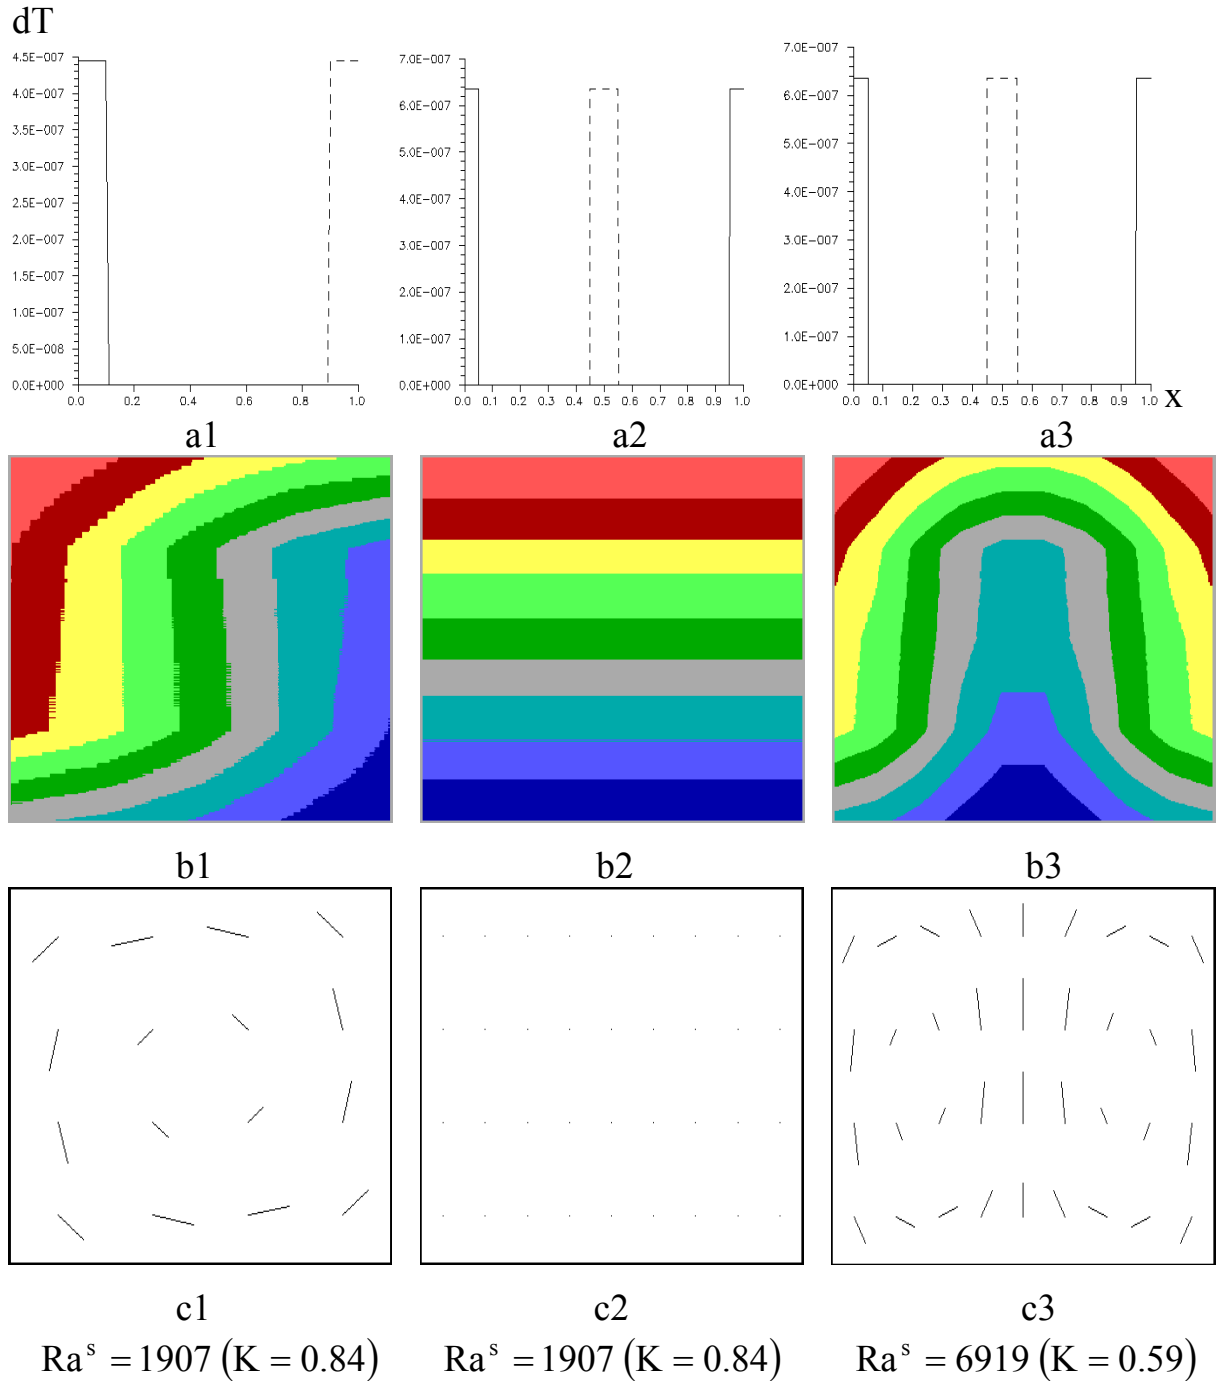 dT
4.5E-007
4.0E-007
3.5E-007
3.0E-007
2.5E-007
2.0E-007
1.5E-007
1.0E-007
5.0E-008
0.0E+000
0.0 0.2 0.4 0.6 0.8 1.0
7.0E-007
6.0E-007
5.0E-007
4.0E-007
3.0E-007
2.0E-007
1.0E-007
0.0E+000
0.0 0.1 0.2 0.3 0.4 0.5 0.6 0.7 0.8 0.9 1.0
7.0E-007
6.0E-007
5.0E-007
4.0E-007
3.0E-007
2.0E-007
1.0E-007
0.0E+000
0.0 0.1 0.2 0.3 0.4 0.5 0.6 0.7 0.8 0.9 1.0 x
a1 a2 a3
b1 b2 b3
c1 c2 c3
Ra^s = 1907 (K = 0.84) Ra^s = 1907 (K = 0.84) Ra^s = 6919 (K = 0.59)